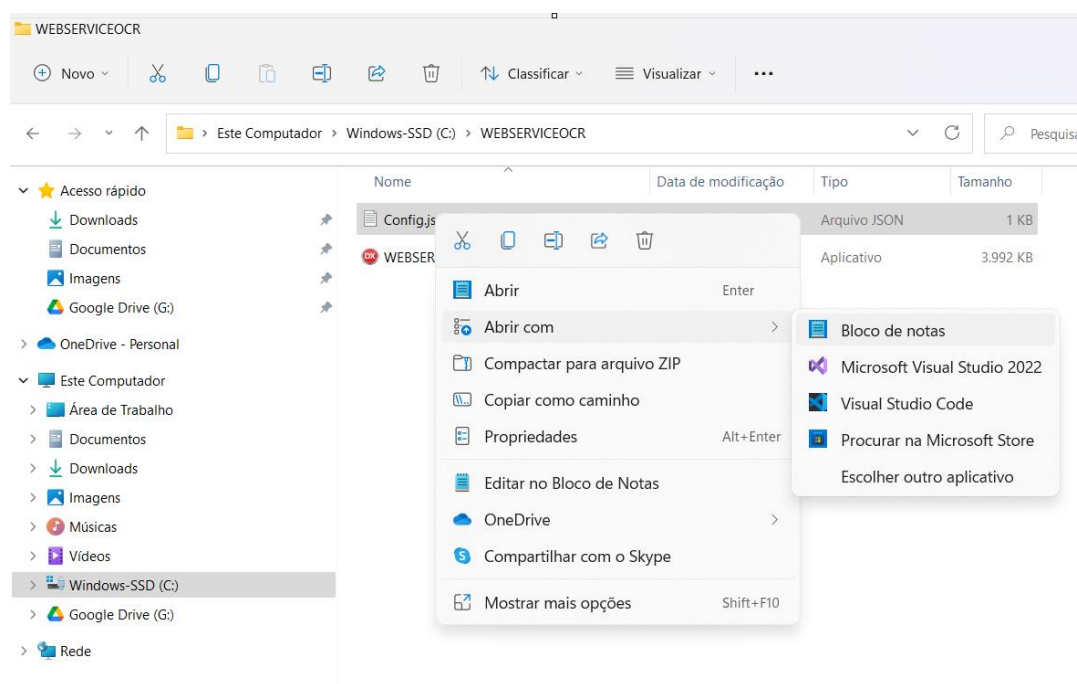 WEBSERVICEOCR
Novo
Classificar
Visualizar
Este Computador > Windows-SSD (C:) > WEBSERVICEOCR
Pesquisa
Acesso rápido
Downloads
Documentos
Imagens
Google Drive (G:)
OneDrive - Personal
Este Computador
Área de Trabalho
Documentos
Downloads
Imagens
Músicas
Vídeos
Windows-SSD (C:)
Google Drive (G:)
Rede
Nome Data de modificação Tipo Tamanho
Config.js Arquivo JSON 1 KB
DK WEBSER Aplicativo 3.992 KB
Abrir Enter
Abrir com
Compactar para arquivo ZIP
Copiar como caminho
Propriedades Alt+Enter
Editar no Bloco de Notas
OneDrive
Compartilhar com o Skype
Mostrar mais opções Shift+F10
Bloco de notas
Microsoft Visual Studio 2022
Visual Studio Code
Procurar na Microsoft Store
Escolher outro aplicativo